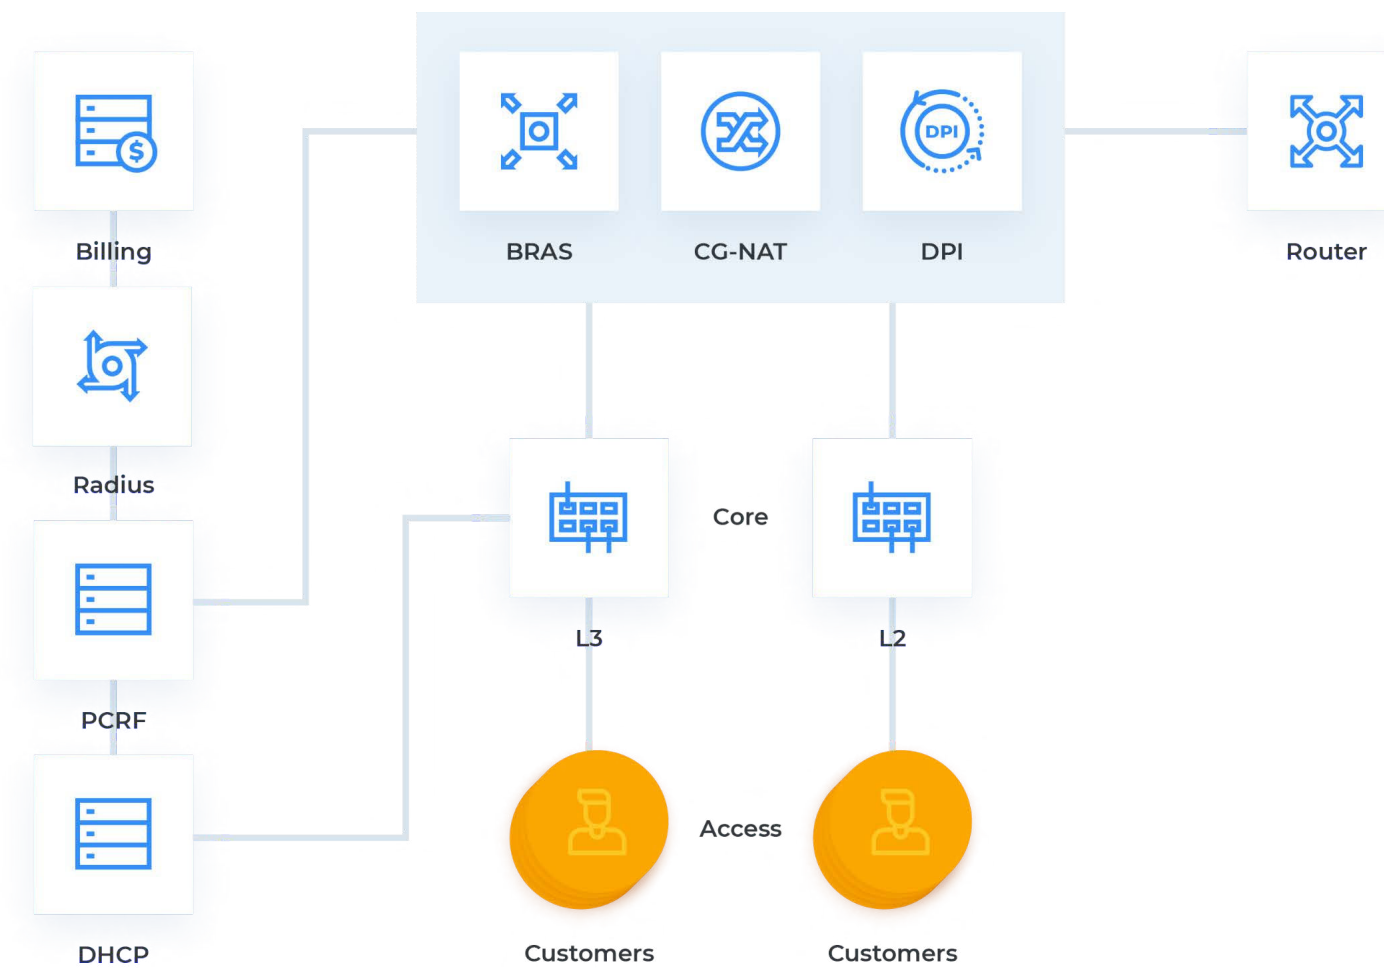 $
DPI
Billing
BRAS
CG-NAT
DPI
Router
Radius
Core
L3
L2
PCRF
Access
DHCP
Customers
Customers